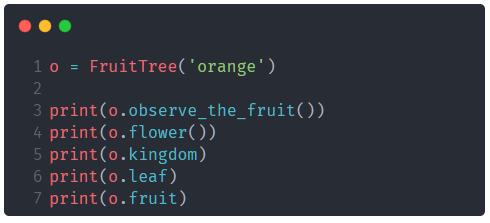 1 o = FruitTree('orange')
2
3 print(o.observe_the_fruit())
4 print(o.flower())
5 print(o.kingdom)
6 print(o.leaf)
7 print(o.fruit)